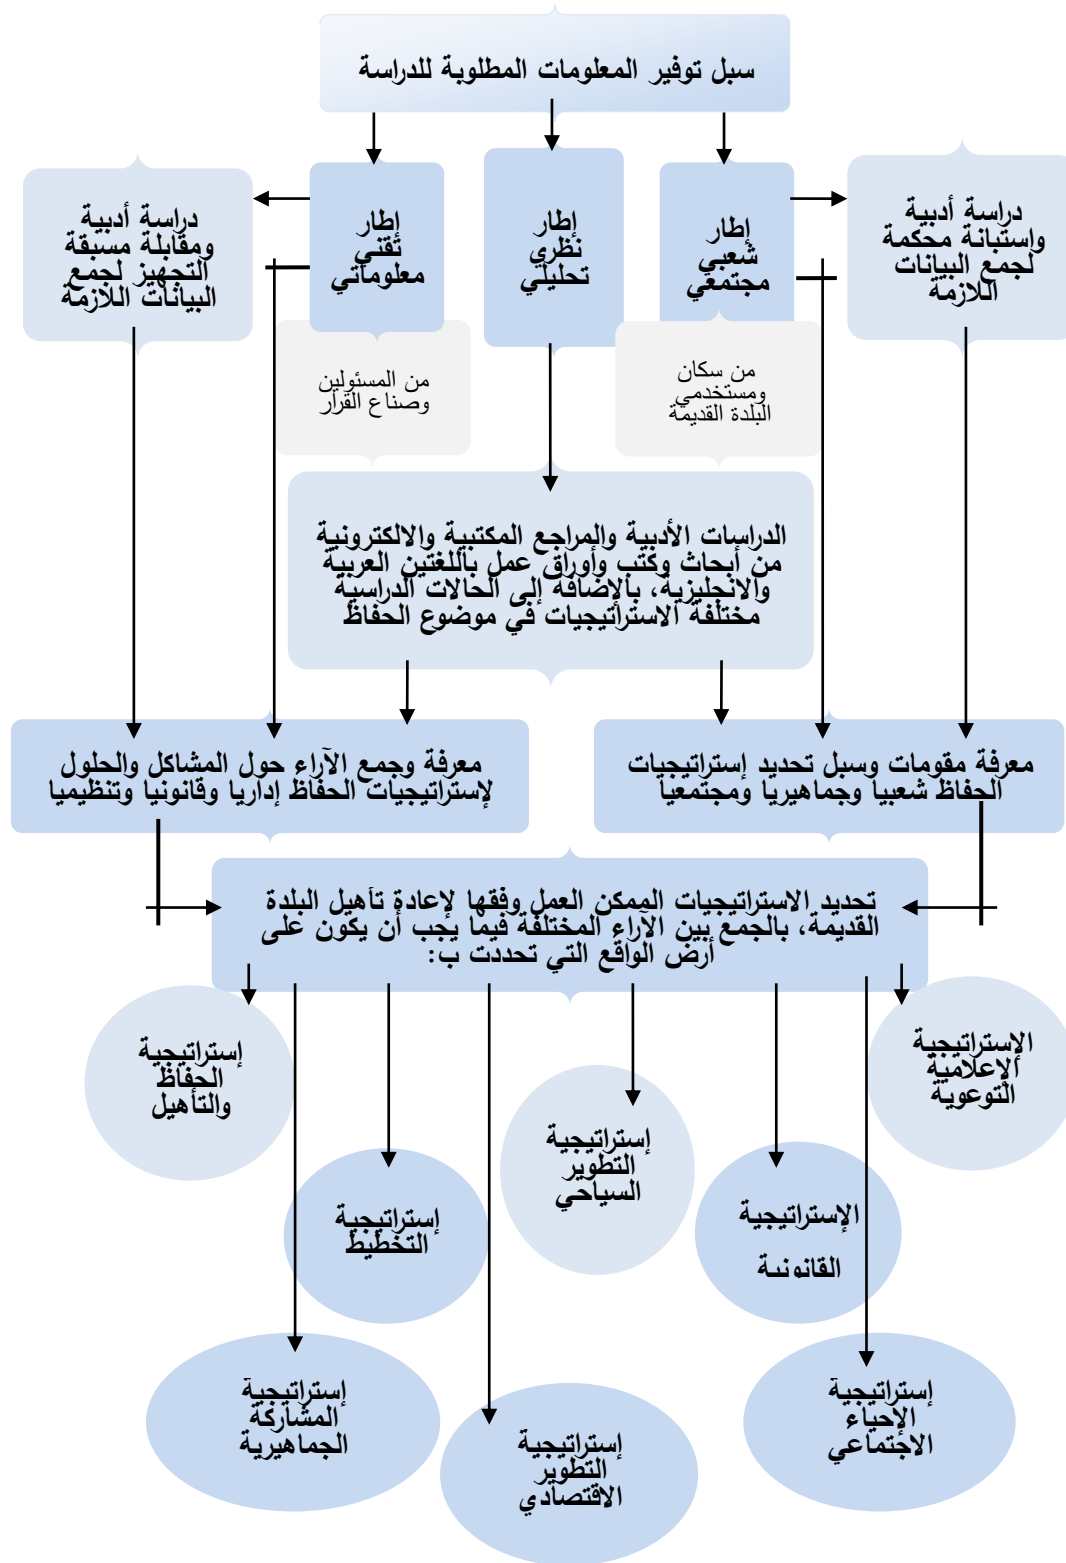 سبل توفير المعلومات المطلوبة للدراسة
دراسة أدبية
واستبانة محكمة
لجمع البيانات
اللازمة
إطار
شعبي
مجتمعي
إطار
نظري
تحليلي
إطار
تقني
معلوماتي
دراسة أدبية
ومقابلة مسبقة
التجهيز لجمع
البيانات اللازمة
من سكان
ومستخدمي
البلدة القديمة
من المسئولين
وصناع القرار
الدراسات الأدبية والمراجع المكتبية والالكترونية
من أبحاث وكتب وأوراق عمل باللغتين العربية
والانجليزية، بالإضافة إلى الحالات الدراسية
مختلفة الاستراتيجيات في موضوع الحفاظ
معرفة مقومات وسبل تحديد إستراتيجيات
الحفاظ شعبيا وجماهيريا ومجتمعيا
معرفة وجمع الآراء حول المشاكل والحلول
لإستراتيجيات الحفاظ إداريا وقانونيا وتنظيميا
تحديد الاستراتيجيات الممكن العمل وفقها لإعادة تأهيل البلدة
القديمة، بالجمع بين الآراء المختلفة فيما يجب أن يكون على
أرض الواقع التي تحددت ب:
الإستراتيجية
الإعلامية
التوعوية
إستراتيجية
الحفاظ
والتأهيل
إستراتيجية
التطوير
السياحي
الإستراتيجية
القانونية
إستراتيجية
التخطيط
إستراتيجية
الإحياء
الاجتماعي
إستراتيجية
المشاركة
الجماهيرية
إستراتيجية
التطوير
الاقتصادي